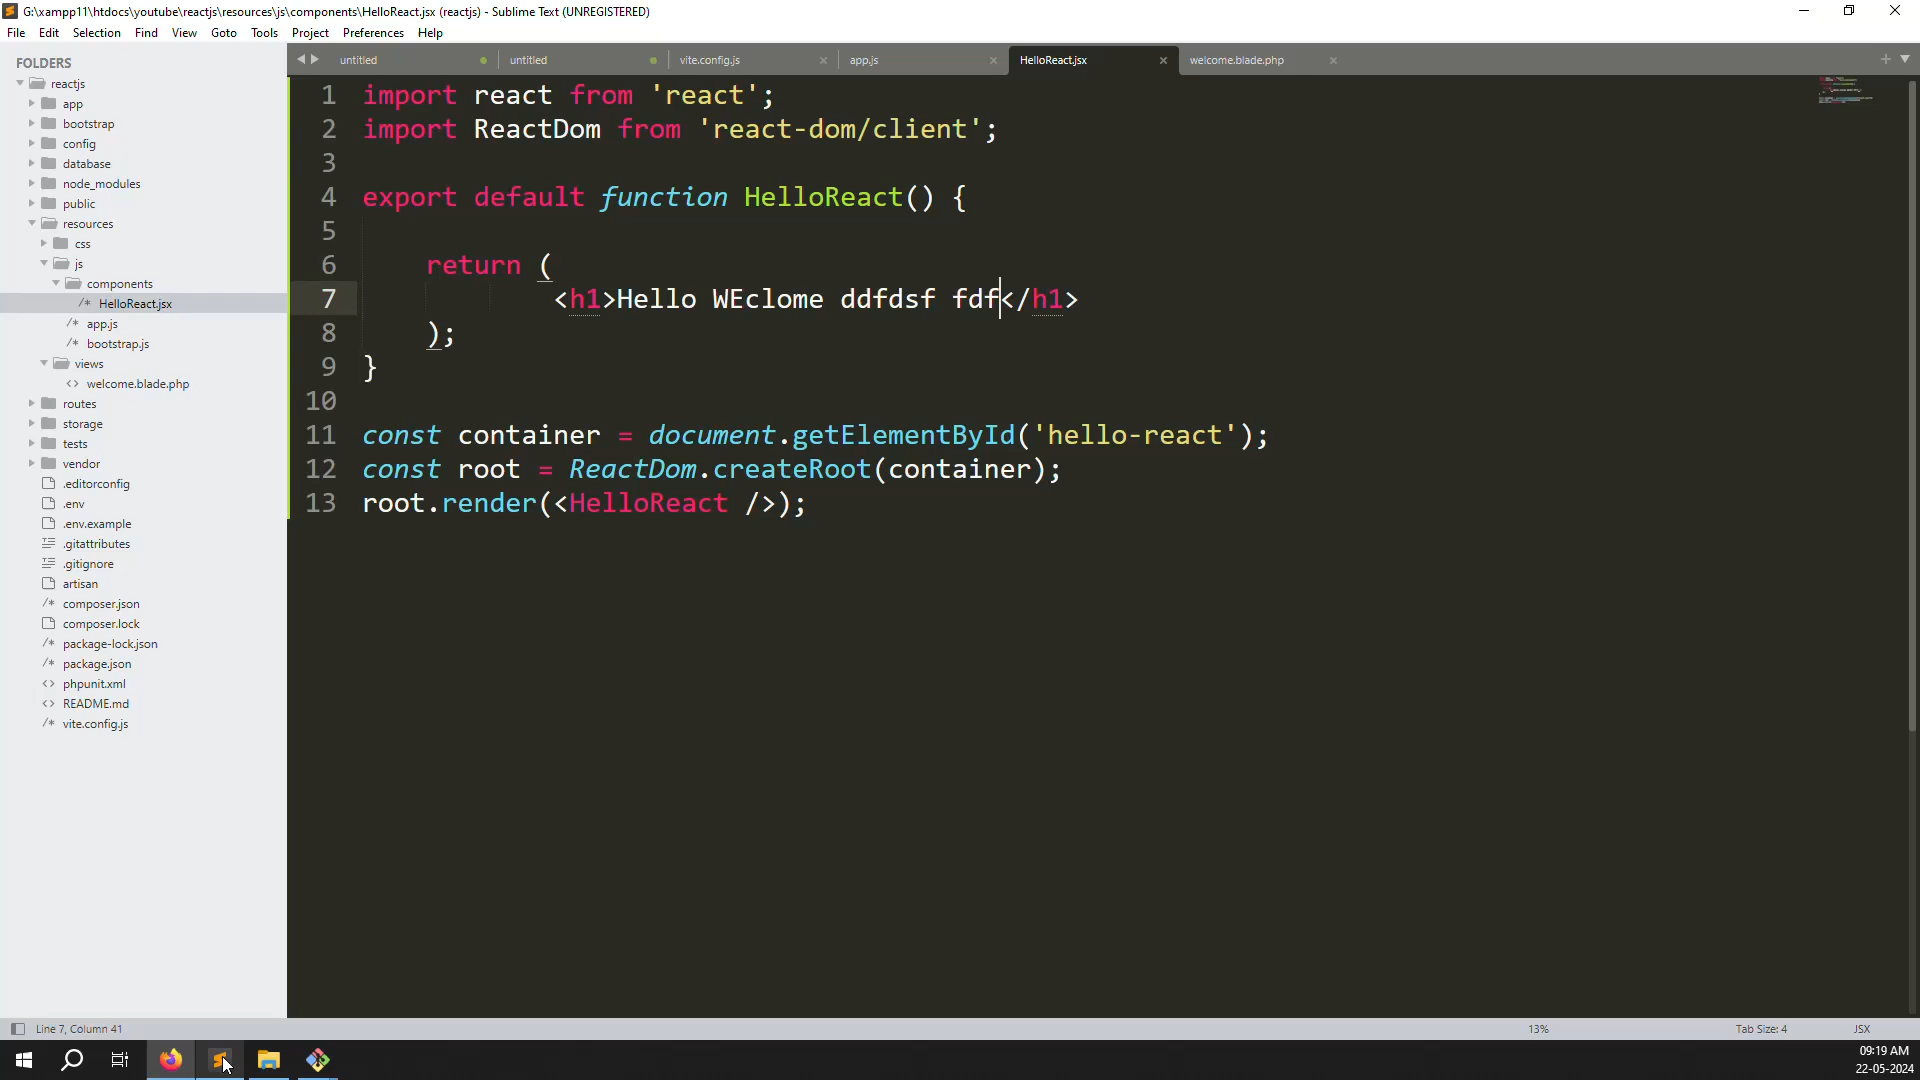 G:\xampp11\htdocs\youtube\reactjs\resources\js\components\HelloReact.jsx (reactjs) - Sublime Text (UNREGISTERED)
File Edit Selection Find View Goto Tools Project Preferences Help
FOLDERS
reactjs
app
bootstrap
config
database
node_modules
public
resources
css
js
components
/* HelloReact.jsx
/* app.js
/* bootstrap.js
views
<> welcome.blade.php
routes
storage
tests
vendor
.editorconfig
.env
.env.example
.gitattributes
.gitignore
artisan
/* composer.json
composer.lock
/* package-lock.json
/* package.json
<> phpunit.xml
<> README.md
/* vite.config.js
untitled untitled vite.config.js app.js HelloReact.jsx welcome.blade.php
1 import react from 'react';
2 import ReactDom from 'react-dom/client';
3
4 export default function HelloReact() {
5
6 return (
7 <h1>Hello WEclome ddfdsf fdf</h1>
8 );
9 }
10
11 const container = document.getElementById('hello-react');
12 const root = ReactDom.createRoot(container);
13 root.render(<HelloReact />);
Line 7, Column 41 13% Tab Size: 4 JSX
09:19 AM
22-05-2024